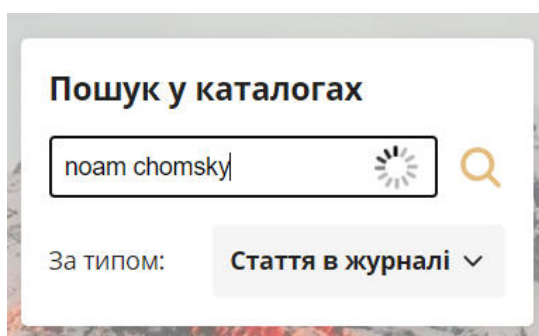 Пошук у каталогах
noam chomsky
За типом:
Стаття в журналі